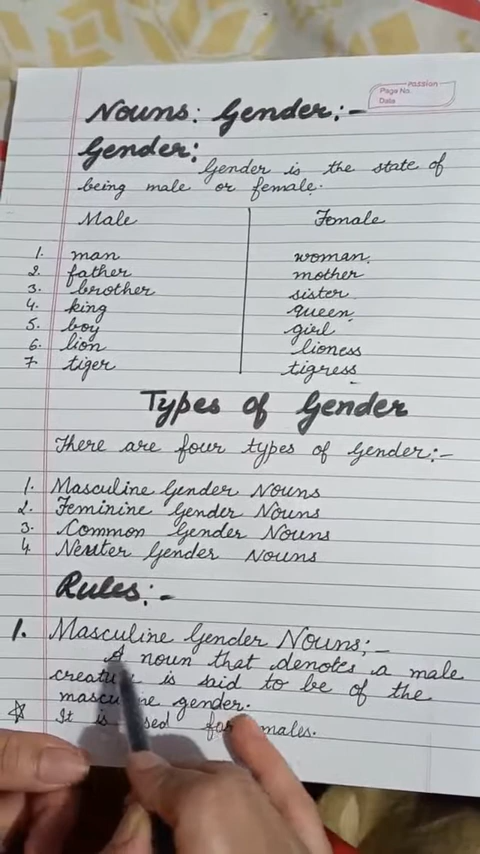 Passion
Page No.
Date
Nouns: Gender:-
Gender:
Gender is the state of
being male or female.
Male Female
1. man woman.
2. father mother
3. brother sister
4. king queen
5. boy girl
6. lion lioness
7. tiger tigress
Types of Gender
There are four types of Gender:-
1. Masculine Gender Nouns
2. Feminine Gender Nouns
3. Common Gender Nouns
4. Neuter Gender Nouns
Rules:-
1. Masculine Gender Nouns:-
A noun that denotes a male
is said to be of the
gender.
☆ It is males.